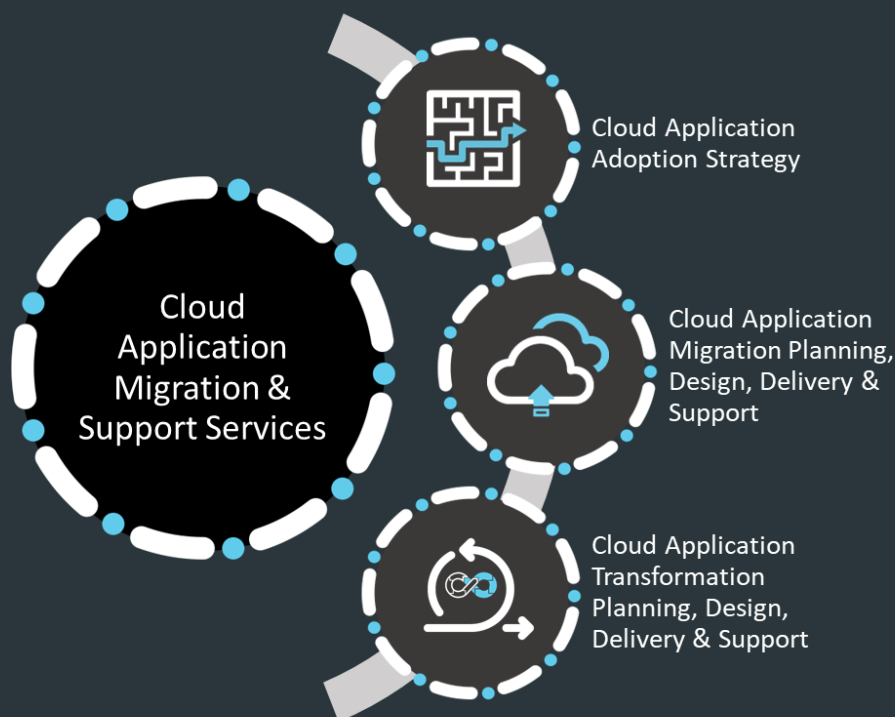 Cloud
Application
Migration &
Support Services
Cloud Application
Adoption Strategy
Cloud Application
Migration Planning,
Design, Delivery &
Support
Cloud Application
Transformation
Planning, Design,
Delivery & Support